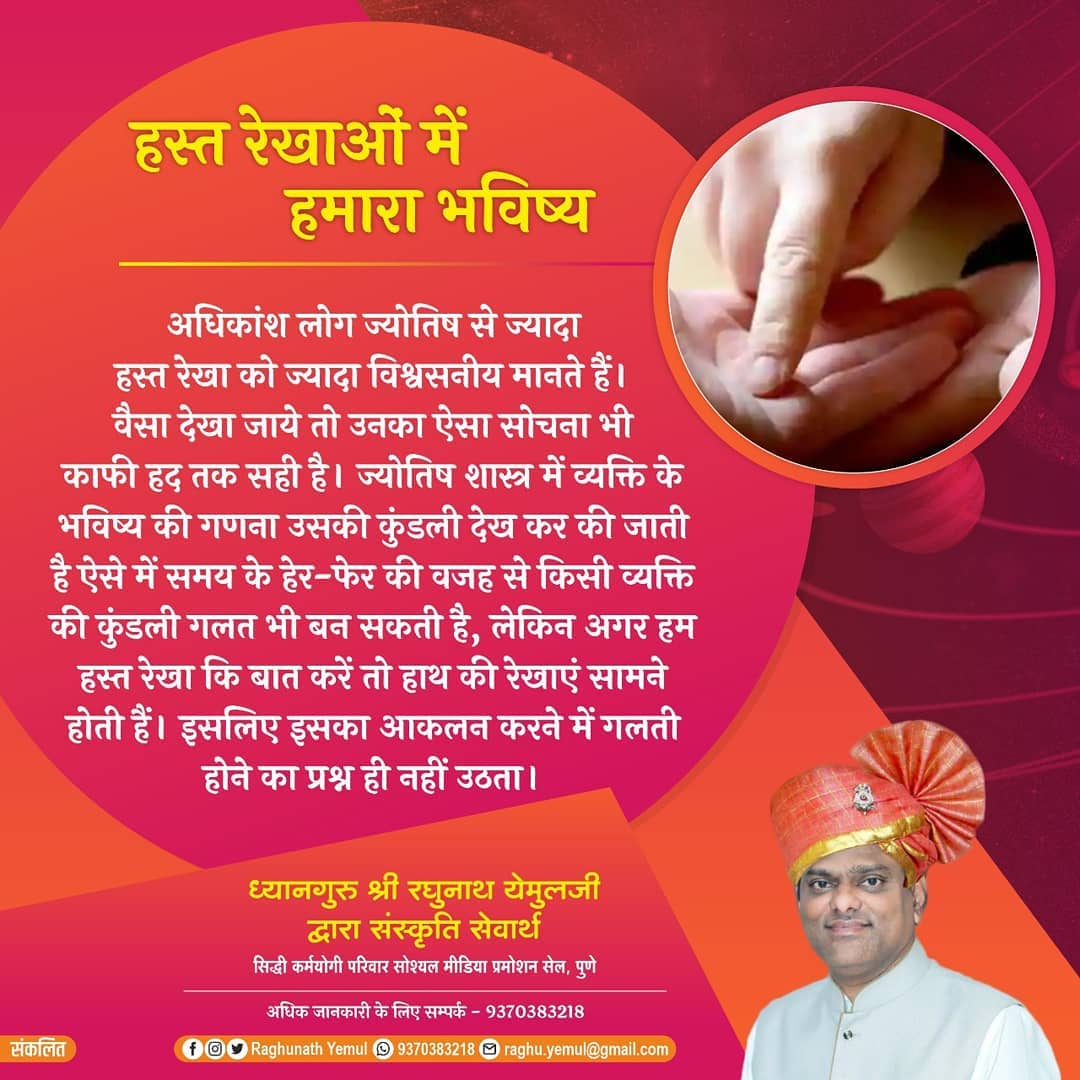 हस्त रेखाओं में
हमारा भविष्य
अधिकांश लोग ज्योतिष से ज्यादा
हस्त रेखा को ज्यादा विश्वसनीय मानते हैं।
वैसा देखा जाये तो उनका ऐसा सोचना भी
काफी हद तक सही है। ज्योतिष शास्त्र में व्यक्ति के
भविष्य की गणना उसकी कुंडली देख कर की जाती
है ऐसे में समय के हेर-फेर की वजह से किसी व्यक्ति
की कुंडली गलत भी बन सकती है, लेकिन अगर हम
हस्त रेखा कि बात करें तो हाथ की रेखाएं सामने
होती हैं। इसलिए इसका आकलन करने में गलती
होने का प्रश्न ही नहीं उठता।
ध्यानगुरु श्री रघुनाथ येमुलजी
द्वारा संस्कृति सेवार्थ
सिद्धी कर्मयोगी परिवार सोश्यल मीडिया प्रमोशन सेल, पुणे
अधिक जानकारी के लिए सम्पर्क - 9370383218
संकलित
Raghunath Yemul 9370383218 raghu.yemul@gmail.com